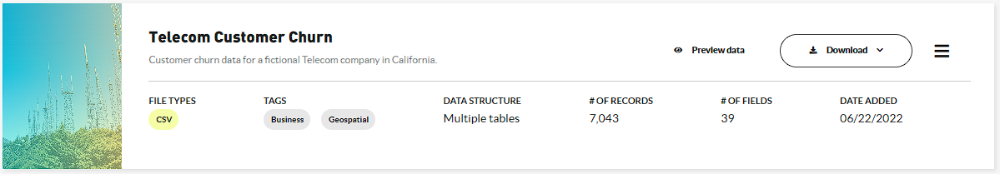 Telecom Customer Churn
Customer churn data for a fictional Telecom company in California.
Preview data
Download
FILE TYPES
CSV
TAGS
Business Geospatial
DATA STRUCTURE
Multiple tables
# OF RECORDS
7,043
# OF FIELDS
39
DATE ADDED
06/22/2022